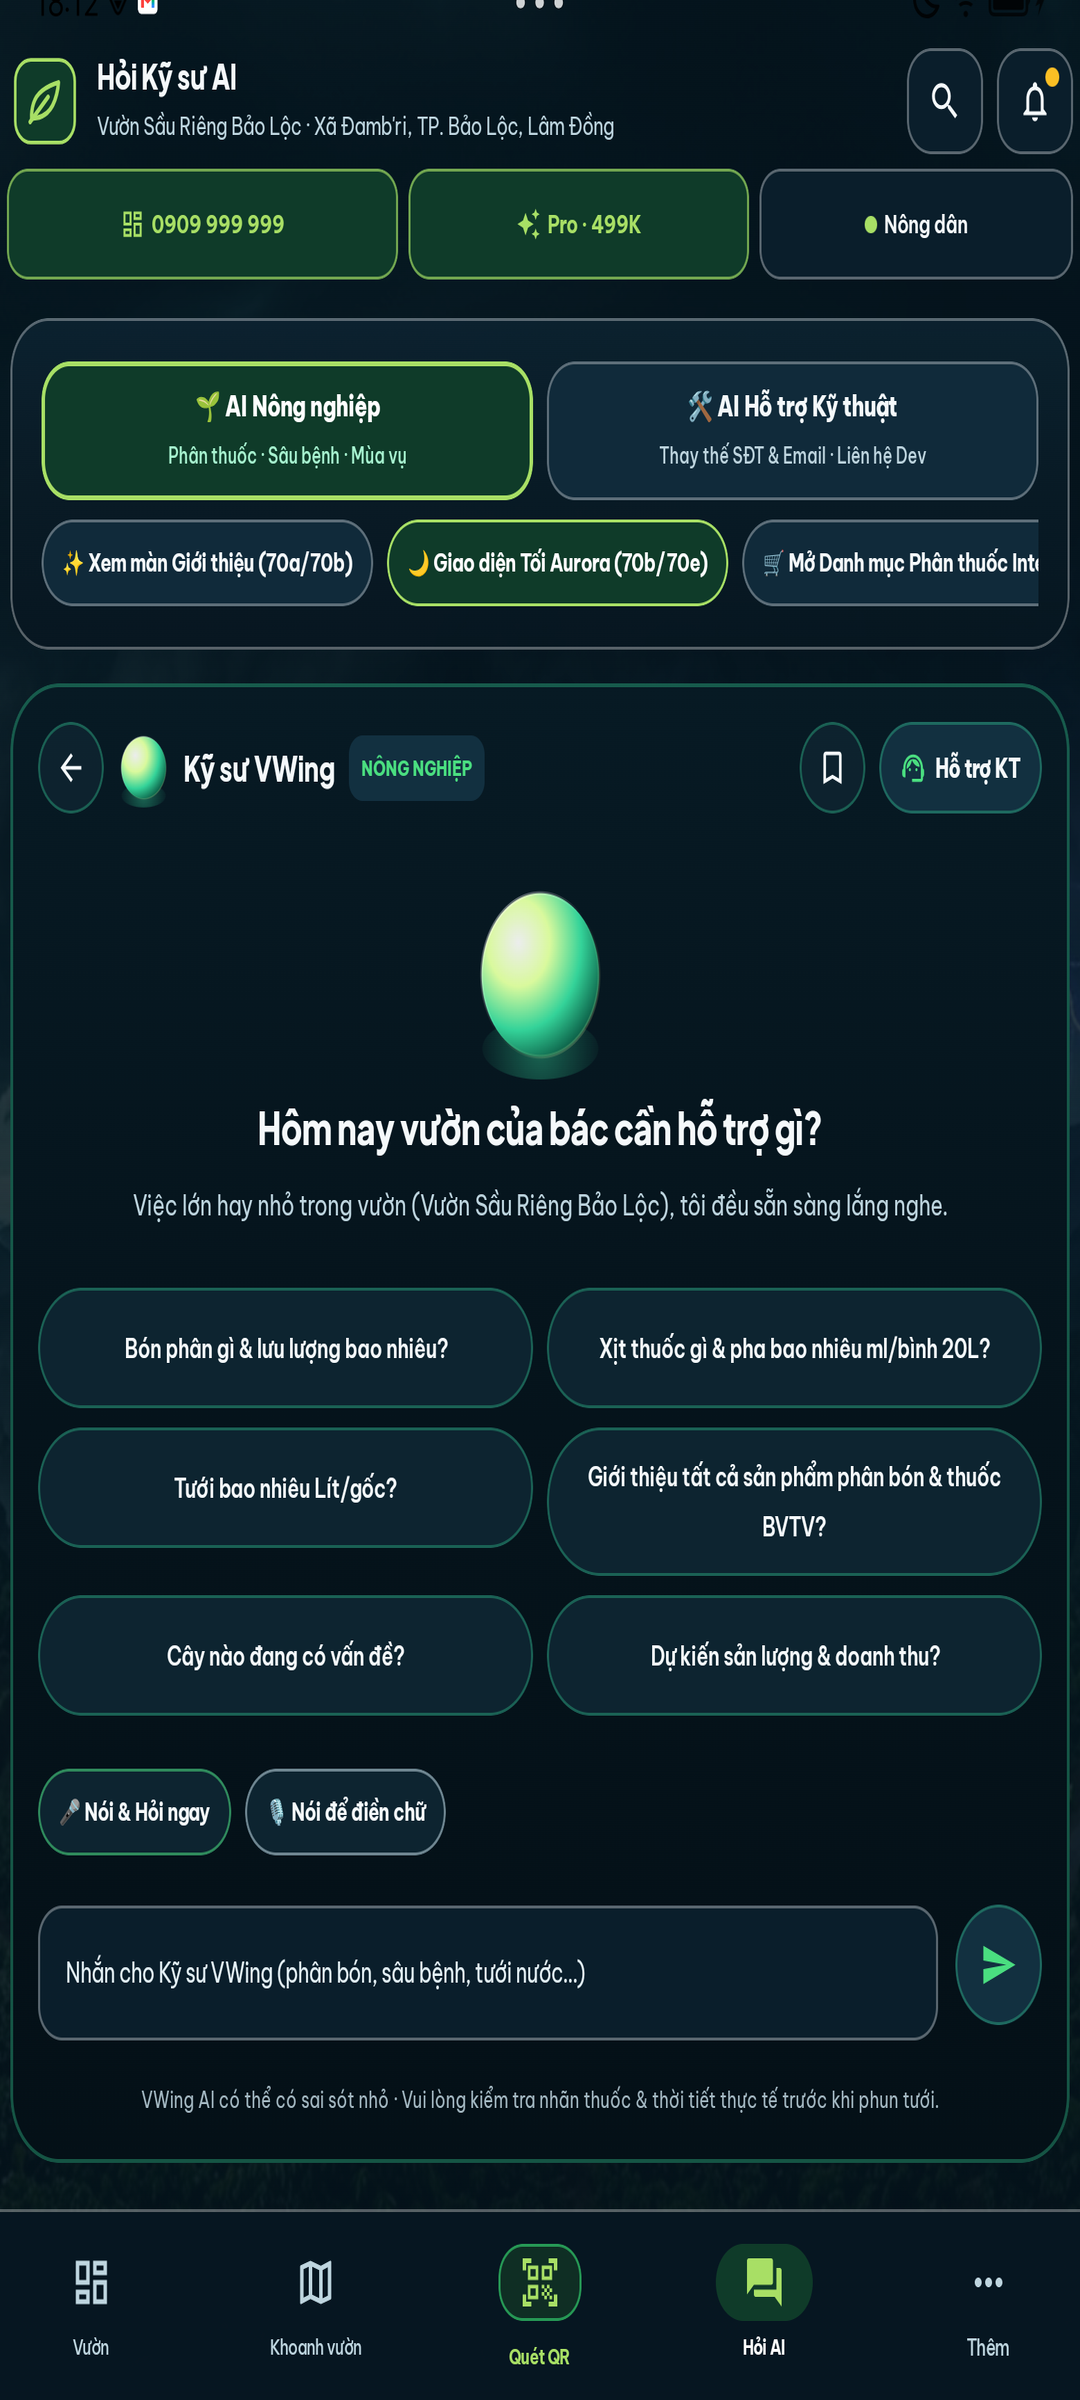 18:12
Hỏi Kỹ sư AI
Vườn Sầu Riêng Bảo Lộc · Xã Đamb'ri, TP. Bảo Lộc, Lâm Đồng
0909 999 999
Pro · 499K
Nông dân
🌱 AI Nông nghiệp
Phân thuốc · Sâu bệnh · Mùa vụ
🛠️ AI Hỗ trợ Kỹ thuật
Thay thế SĐT & Email · Liên hệ Dev
✨ Xem màn Giới thiệu (70a/70b)
🌙 Giao diện Tối Aurora (70b/70e)
🛒 Mở Danh mục Phân thuốc
Kỹ sư VWing
NÔNG NGHIỆP
Hỗ trợ KT
Hôm nay vườn của bác cần hỗ trợ gì?
Việc lớn hay nhỏ trong vườn (Vườn Sầu Riêng Bảo Lộc), tôi đều sẵn sàng lắng nghe.
Bón phân gì & lưu lượng bao nhiêu?
Xịt thuốc gì & pha bao nhiêu ml/bình 20L?
Tưới bao nhiêu Lít/gốc?
Giới thiệu tất cả sản phẩm phân bón & thuốc
BVTV?
Cây nào đang có vấn đề?
Dự kiến sản lượng & doanh thu?
🎤 Nói & Hỏi ngay
🎙️ Nói để điền chữ
Nhắn cho Kỹ sư VWing (phân bón, sâu bệnh, tưới nước...)
VWing AI có thể có sai sót nhỏ · Vui lòng kiểm tra nhãn thuốc & thời tiết thực tế trước khi phun tưới.
Vườn
Khoanh vườn
Quét QR
Hỏi AI
Thêm